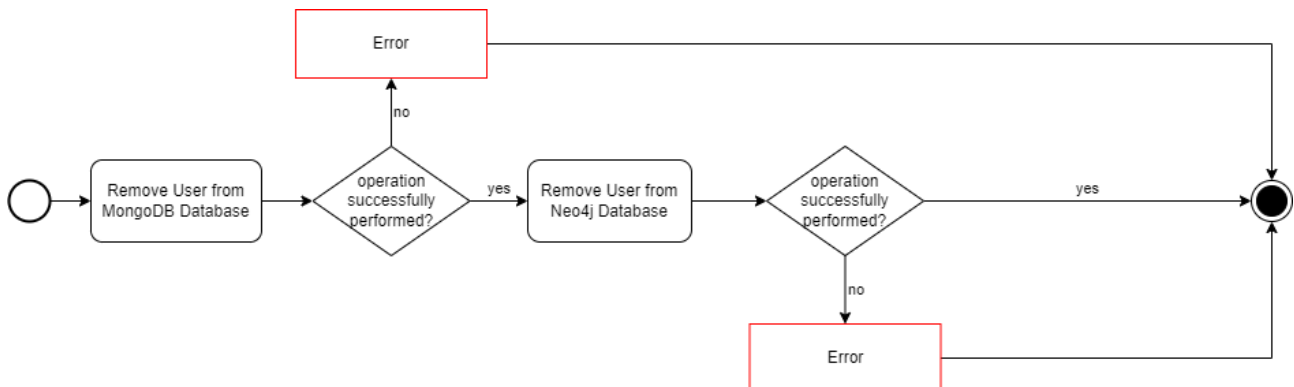 Error
no
Remove User from
MongoDB Database
operation
successfully
performed?
yes
Remove User from
Neo4j Database
operation
successfully
performed?
yes
no
Error